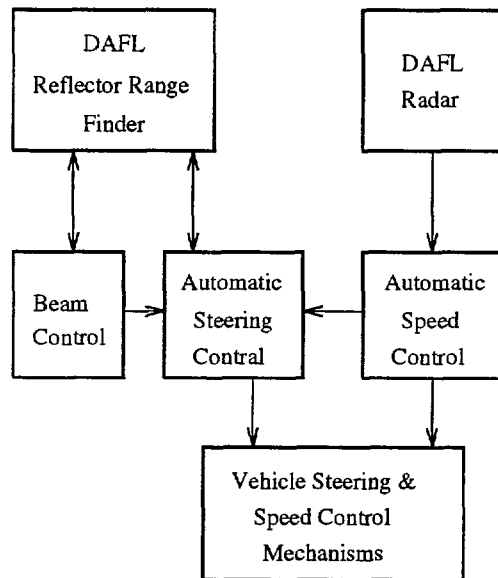 DAFL
Reflector Range
Finder
DAFL
Radar
Beam
Control
Automatic
Steering
Contral
Automatic
Speed
Control
Vehicle Steering &
Speed Control
Mechanisms